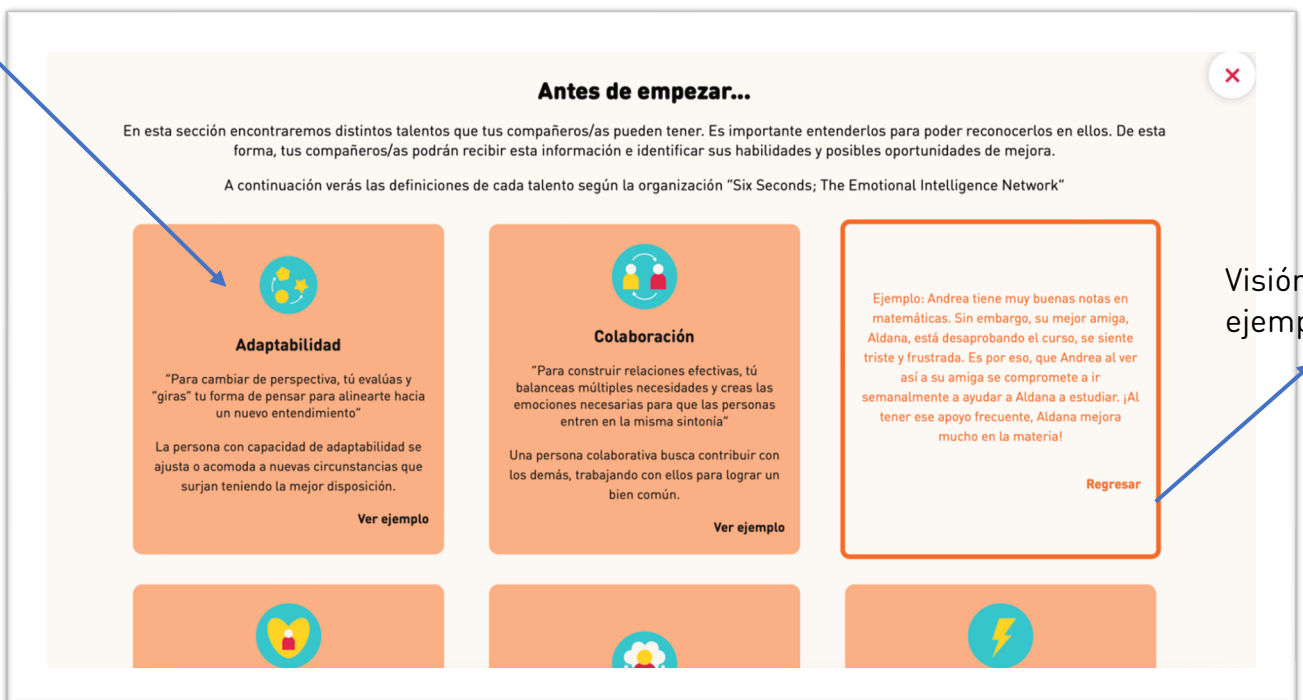 Antes de empezar...
En esta sección encontraremos distintos talentos que tus compañeros/as pueden tener. Es importante entenderlos para poder reconocerlos en ellos. De esta
forma, tus compañeros/as podrán recibir esta información e identificar sus habilidades y posibles oportunidades de mejora.
A continuación verás las definiciones de cada talento según la organización "Six Seconds; The Emotional Intelligence Network"
Adaptabilidad
"Para cambiar de perspectiva, tú evalúas y
"giras" tu forma de pensar para alinearte hacia
un nuevo entendimiento"
La persona con capacidad de adaptabilidad se
ajusta o acomoda a nuevas circunstancias que
surjan teniendo la mejor disposición.
Ver ejemplo
Colaboración
"Para construir relaciones efectivas, tú
balanceas múltiples necesidades y creas las
emociones necesarias para que las personas
entren en la misma sintonía"
Una persona colaborativa busca contribuir con
los demás, trabajando con ellos para lograr un
bien común.
Ver ejemplo
Ejemplo: Andrea tiene muy buenas notas en
matemáticas. Sin embargo, su mejor amiga,
Aldana, está desaprobando el curso, se siente
triste y frustrada. Es por eso, que Andrea al ver
así a su amiga se compromete a ir
semanalmente a ayudar a Aldana a estudiar. ¡Al
tener ese apoyo frecuente, Aldana mejora
mucho en la materia!
Regresar
Visión